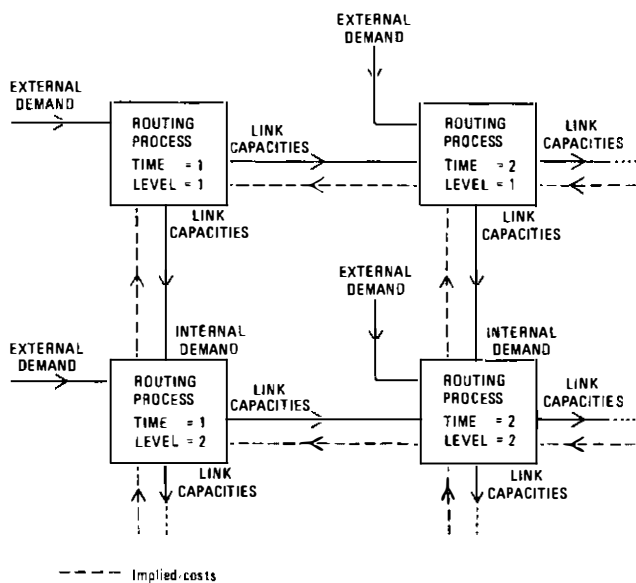 EXTERNAL
DEMAND
EXTERNAL
DEMAND
ROUTING
PROCESS
TIME = 1
LEVEL = 1
LINK
CAPACITIES
ROUTING
PROCESS
TIME = 2
LEVEL = 1
LINK
CAPACITIES
LINK
CAPACITIES
LINK
CAPACITIES
EXTERNAL
DEMAND
EXTERNAL
DEMAND
INTERNAL
DEMAND
INTERNAL
DEMAND
ROUTING
PROCESS
TIME = 1
LEVEL = 2
LINK
CAPACITIES
ROUTING
PROCESS
TIME = 2
LEVEL = 2
LINK
CAPACITIES
LINK
CAPACITIES
LINK
CAPACITIES
Implied costs